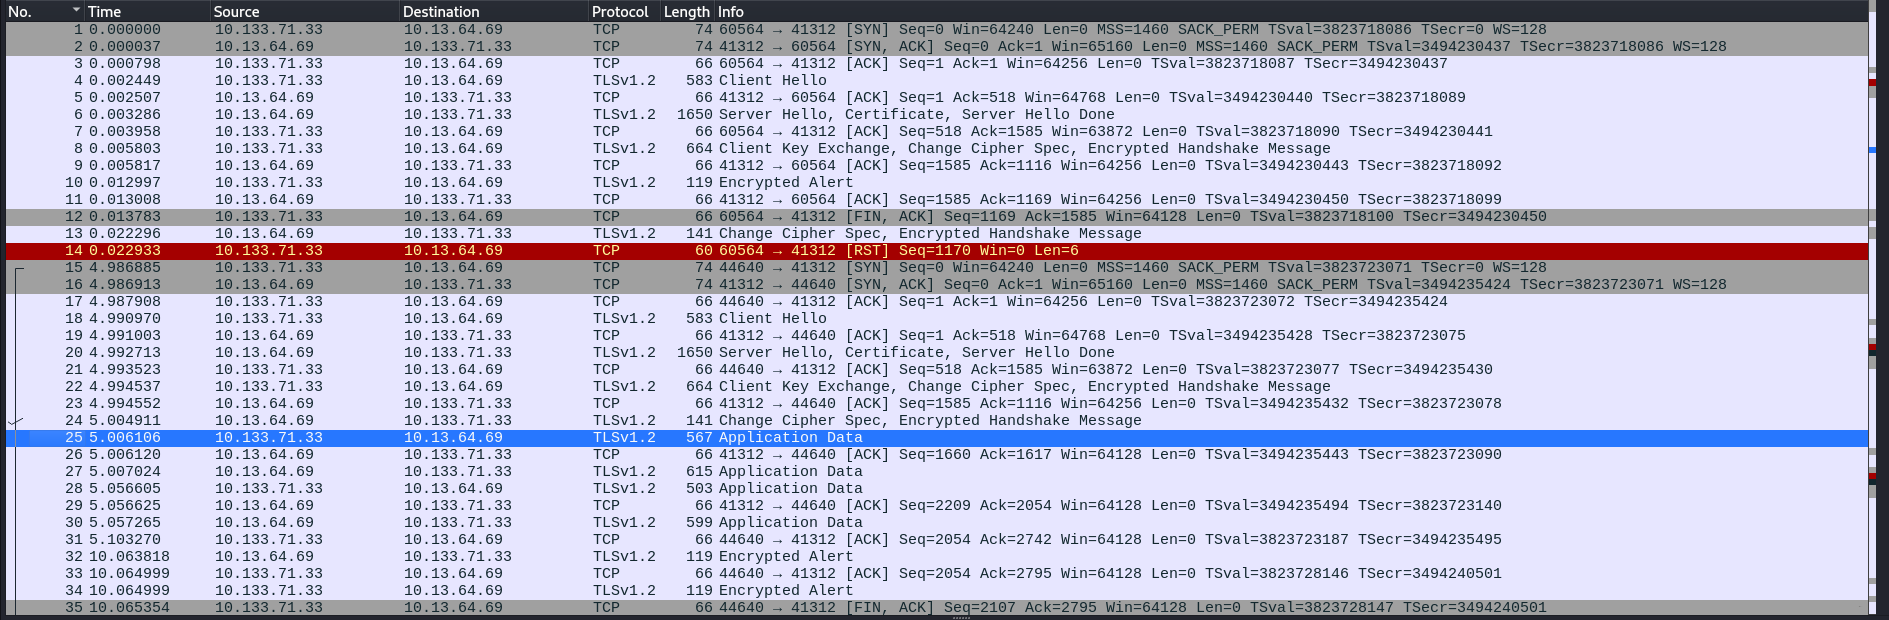 No. Time Source Destination Protocol Length Info
1 0.000000 10.133.71.33 10.13.64.69 TCP 74 60564 → 41312 [SYN] Seq=0 Win=64240 Len=0 MSS=1460 SACK_PERM TSval=3823718086 TSecr=0 WS=128
2 0.000037 10.13.64.69 10.133.71.33 TCP 74 41312 → 60564 [SYN, ACK] Seq=0 Ack=1 Win=65160 Len=0 MSS=1460 SACK_PERM TSval=3494230437 TSecr=3823718086 WS=128
3 0.000798 10.133.71.33 10.13.64.69 TCP 66 60564 → 41312 [ACK] Seq=1 Ack=1 Win=64256 Len=0 TSval=3823718087 TSecr=3494230437
4 0.002449 10.133.71.33 10.13.64.69 TLSv1.2 583 Client Hello
5 0.002507 10.13.64.69 10.133.71.33 TCP 66 41312 → 60564 [ACK] Seq=1 Ack=518 Win=64768 Len=0 TSval=3494230440 TSecr=3823718089
6 0.003286 10.13.64.69 10.133.71.33 TLSv1.2 1650 Server Hello, Certificate, Server Hello Done
7 0.003958 10.133.71.33 10.13.64.69 TCP 66 60564 → 41312 [ACK] Seq=518 Ack=1585 Win=63872 Len=0 TSval=3823718090 TSecr=3494230441
8 0.005803 10.133.71.33 10.13.64.69 TLSv1.2 664 Client Key Exchange, Change Cipher Spec, Encrypted Handshake Message
9 0.005817 10.13.64.69 10.133.71.33 TCP 66 41312 → 60564 [ACK] Seq=1585 Ack=1116 Win=64256 Len=0 TSval=3494230443 TSecr=3823718092
10 0.012997 10.133.71.33 10.13.64.69 TLSv1.2 119 Encrypted Alert
11 0.013008 10.13.64.69 10.133.71.33 TCP 66 41312 → 60564 [ACK] Seq=1585 Ack=1169 Win=64256 Len=0 TSval=3494230450 TSecr=3823718099
12 0.013783 10.133.71.33 10.13.64.69 TCP 66 60564 → 41312 [FIN, ACK] Seq=1169 Ack=1585 Win=64128 Len=0 TSval=3823718100 TSecr=3494230450
13 0.022296 10.13.64.69 10.133.71.33 TLSv1.2 141 Change Cipher Spec, Encrypted Handshake Message
14 0.022933 10.133.71.33 10.13.64.69 TCP 60 60564 → 41312 [RST] Seq=1170 Win=0 Len=6
15 4.986885 10.133.71.33 10.13.64.69 TCP 74 44640 → 41312 [SYN] Seq=0 Win=64240 Len=0 MSS=1460 SACK_PERM TSval=3823723071 TSecr=0 WS=128
16 4.986913 10.13.64.69 10.133.71.33 TCP 74 41312 → 44640 [SYN, ACK] Seq=0 Ack=1 Win=65160 Len=0 MSS=1460 SACK_PERM TSval=3494235424 TSecr=3823723071 WS=128
17 4.987908 10.133.71.33 10.13.64.69 TCP 66 44640 → 41312 [ACK] Seq=1 Ack=1 Win=64256 Len=0 TSval=3823723072 TSecr=3494235424
18 4.990970 10.133.71.33 10.13.64.69 TLSv1.2 583 Client Hello
19 4.991003 10.13.64.69 10.133.71.33 TCP 66 41312 → 44640 [ACK] Seq=1 Ack=518 Win=64768 Len=0 TSval=3494235428 TSecr=3823723075
20 4.992713 10.13.64.69 10.133.71.33 TLSv1.2 1650 Server Hello, Certificate, Server Hello Done
21 4.993523 10.133.71.33 10.13.64.69 TCP 66 44640 → 41312 [ACK] Seq=518 Ack=1585 Win=63872 Len=0 TSval=3823723077 TSecr=3494235430
22 4.994537 10.133.71.33 10.13.64.69 TLSv1.2 664 Client Key Exchange, Change Cipher Spec, Encrypted Handshake Message
23 4.994552 10.13.64.69 10.133.71.33 TCP 66 41312 → 44640 [ACK] Seq=1585 Ack=1116 Win=64256 Len=0 TSval=3494235432 TSecr=3823723078
24 5.004911 10.13.64.69 10.133.71.33 TLSv1.2 141 Change Cipher Spec, Encrypted Handshake Message
25 5.006106 10.133.71.33 10.13.64.69 TLSv1.2 567 Application Data
26 5.006120 10.13.64.69 10.133.71.33 TCP 66 41312 → 44640 [ACK] Seq=1660 Ack=1617 Win=64128 Len=0 TSval=3494235443 TSecr=3823723090
27 5.007024 10.13.64.69 10.133.71.33 TLSv1.2 615 Application Data
28 5.056605 10.133.71.33 10.13.64.69 TLSv1.2 503 Application Data
29 5.056625 10.13.64.69 10.133.71.33 TCP 66 41312 → 44640 [ACK] Seq=2209 Ack=2054 Win=64128 Len=0 TSval=3494235494 TSecr=3823723140
30 5.057265 10.13.64.69 10.133.71.33 TLSv1.2 599 Application Data
31 5.103270 10.133.71.33 10.13.64.69 TCP 66 44640 → 41312 [ACK] Seq=2054 Ack=2742 Win=64128 Len=0 TSval=3823723187 TSecr=3494235495
32 10.063818 10.13.64.69 10.133.71.33 TLSv1.2 119 Encrypted Alert
33 10.064999 10.133.71.33 10.13.64.69 TCP 66 44640 → 41312 [ACK] Seq=2054 Ack=2795 Win=64128 Len=0 TSval=3823728146 TSecr=3494240501
34 10.064999 10.133.71.33 10.13.64.69 TLSv1.2 119 Encrypted Alert
35 10.065354 10.133.71.33 10.13.64.69 TCP 66 44640 → 41312 [FIN, ACK] Seq=2107 Ack=2795 Win=64128 Len=0 TSval=3823728147 TSecr=3494240501